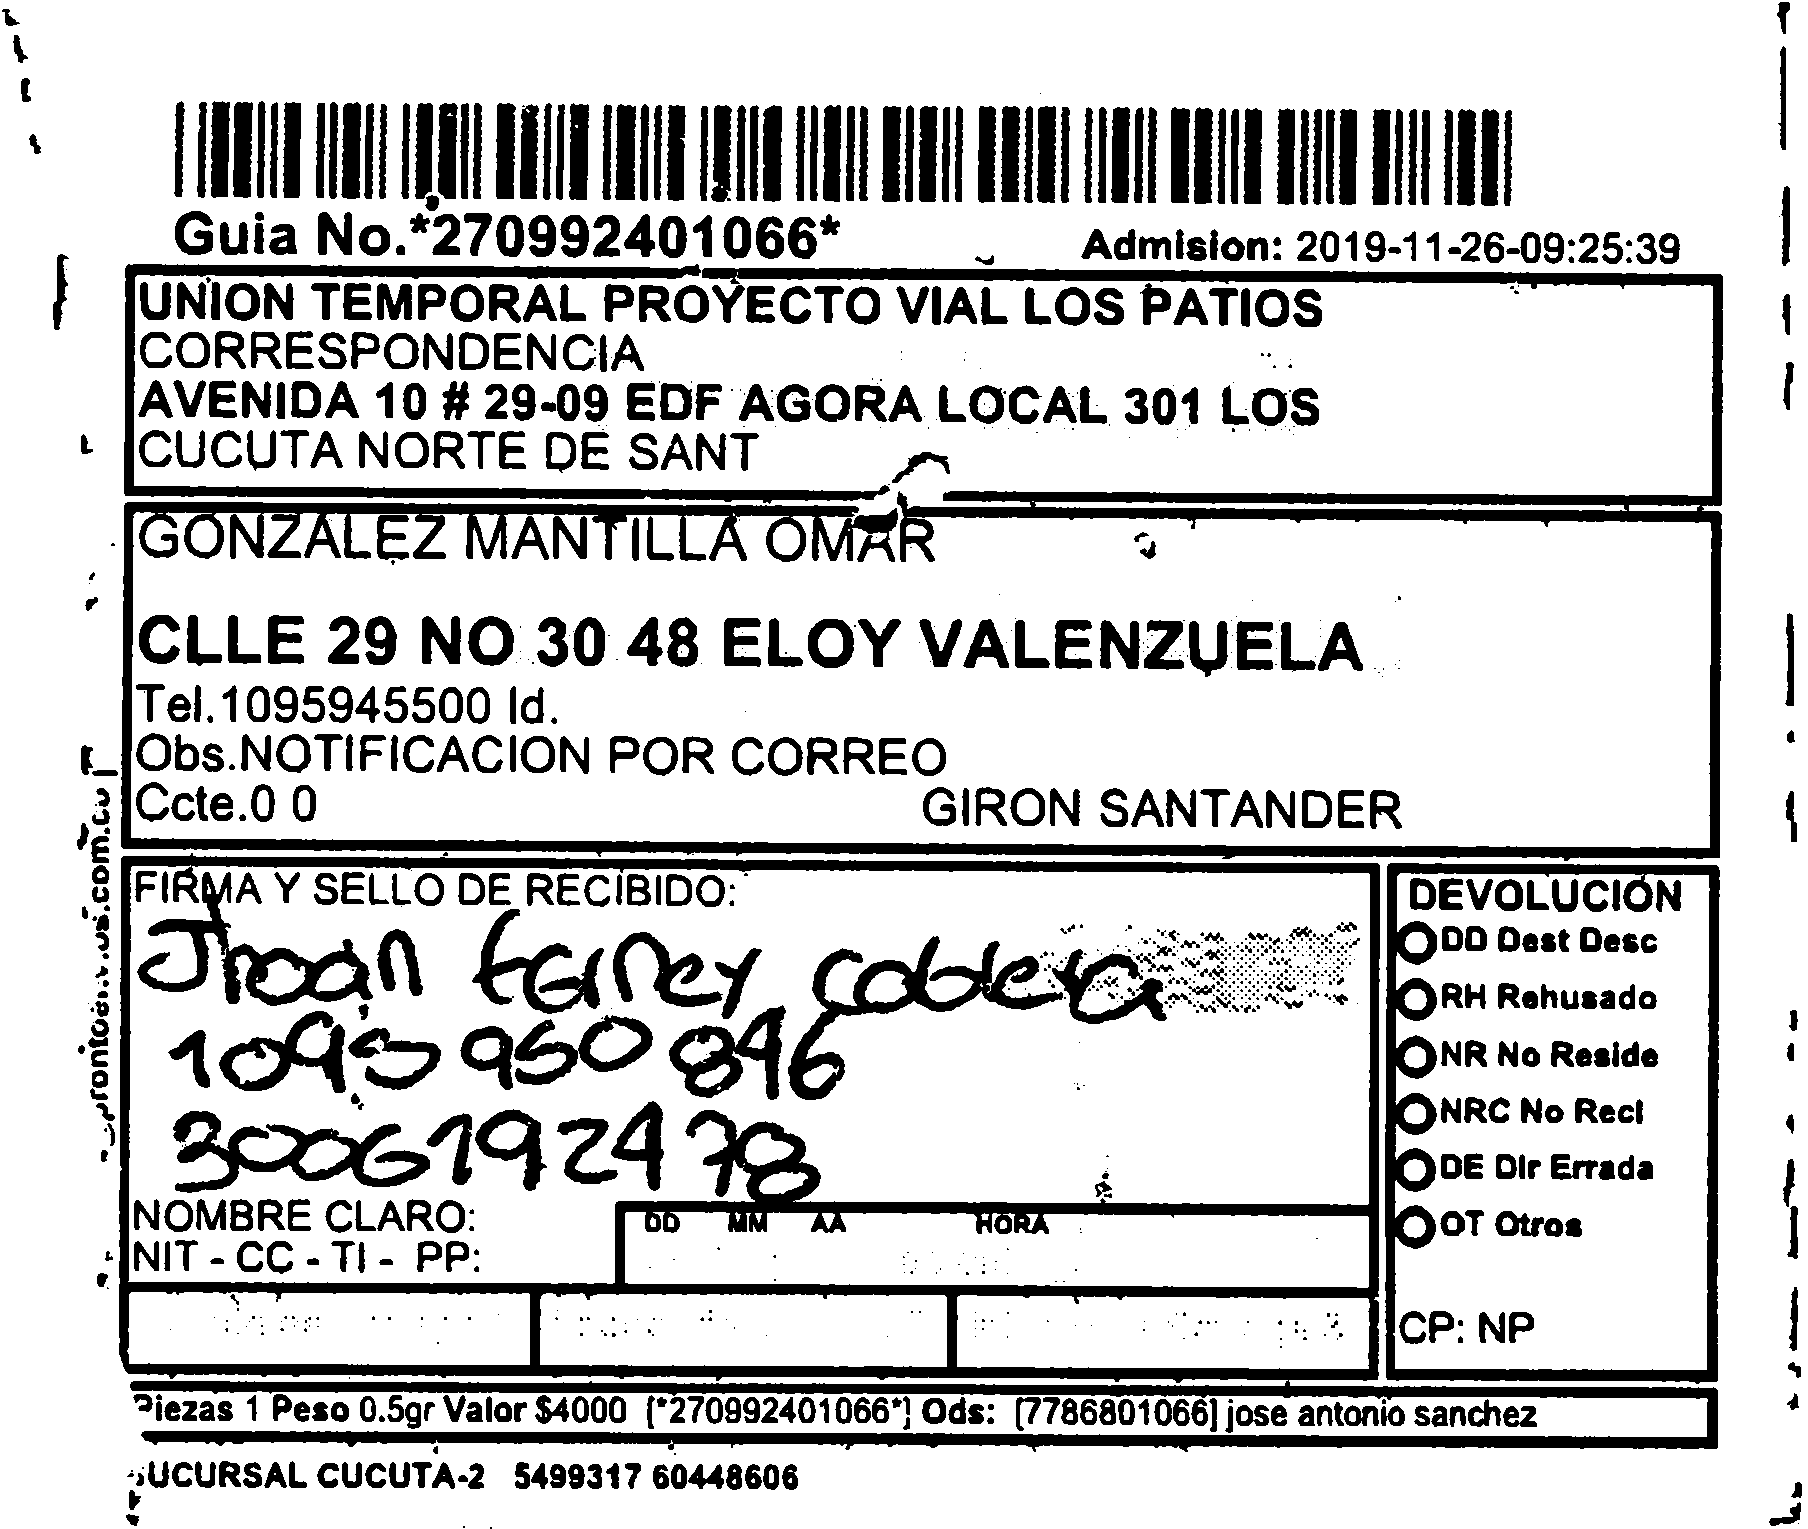 Guia No.*270992401066*
Admision: 2019-11-26-09:25:39
UNION TEMPORAL PROYECTO VIAL LOS PATIOS
CORRESPONDENCIA
AVENIDA 10 # 29-09 EDF AGORA LOCAL 301 LOS
CUCUTA NORTE DE SANT
GONZALEZ MANTILLA OMAR
CLLE 29 NO 30 48 ELOY VALENZUELA
Tel.1095945500 Id.
Obs.NOTIFICACION POR CORREO
Ccte.0 0 GIRON SANTANDER
FIRMA Y SELLO DE RECIBIDO:
Jhoan Farley
1095950846
3006192478
NOMBRE CLARO:
NIT - CC - TI - PP:
DD MM AA HORA
DEVOLUCIÓN
DD Dest Desc
RH Rehusado
NR No Reside
NRC No Recl
DE Dir Errada
OT Otros
CP: NP
Piezas 1 Peso 0.5gr Valor $4000 [*270992401066*] Ods: [7786801066] jose antonio sanchez
SUCURSAL CUCUTA-2 5499317 60448606